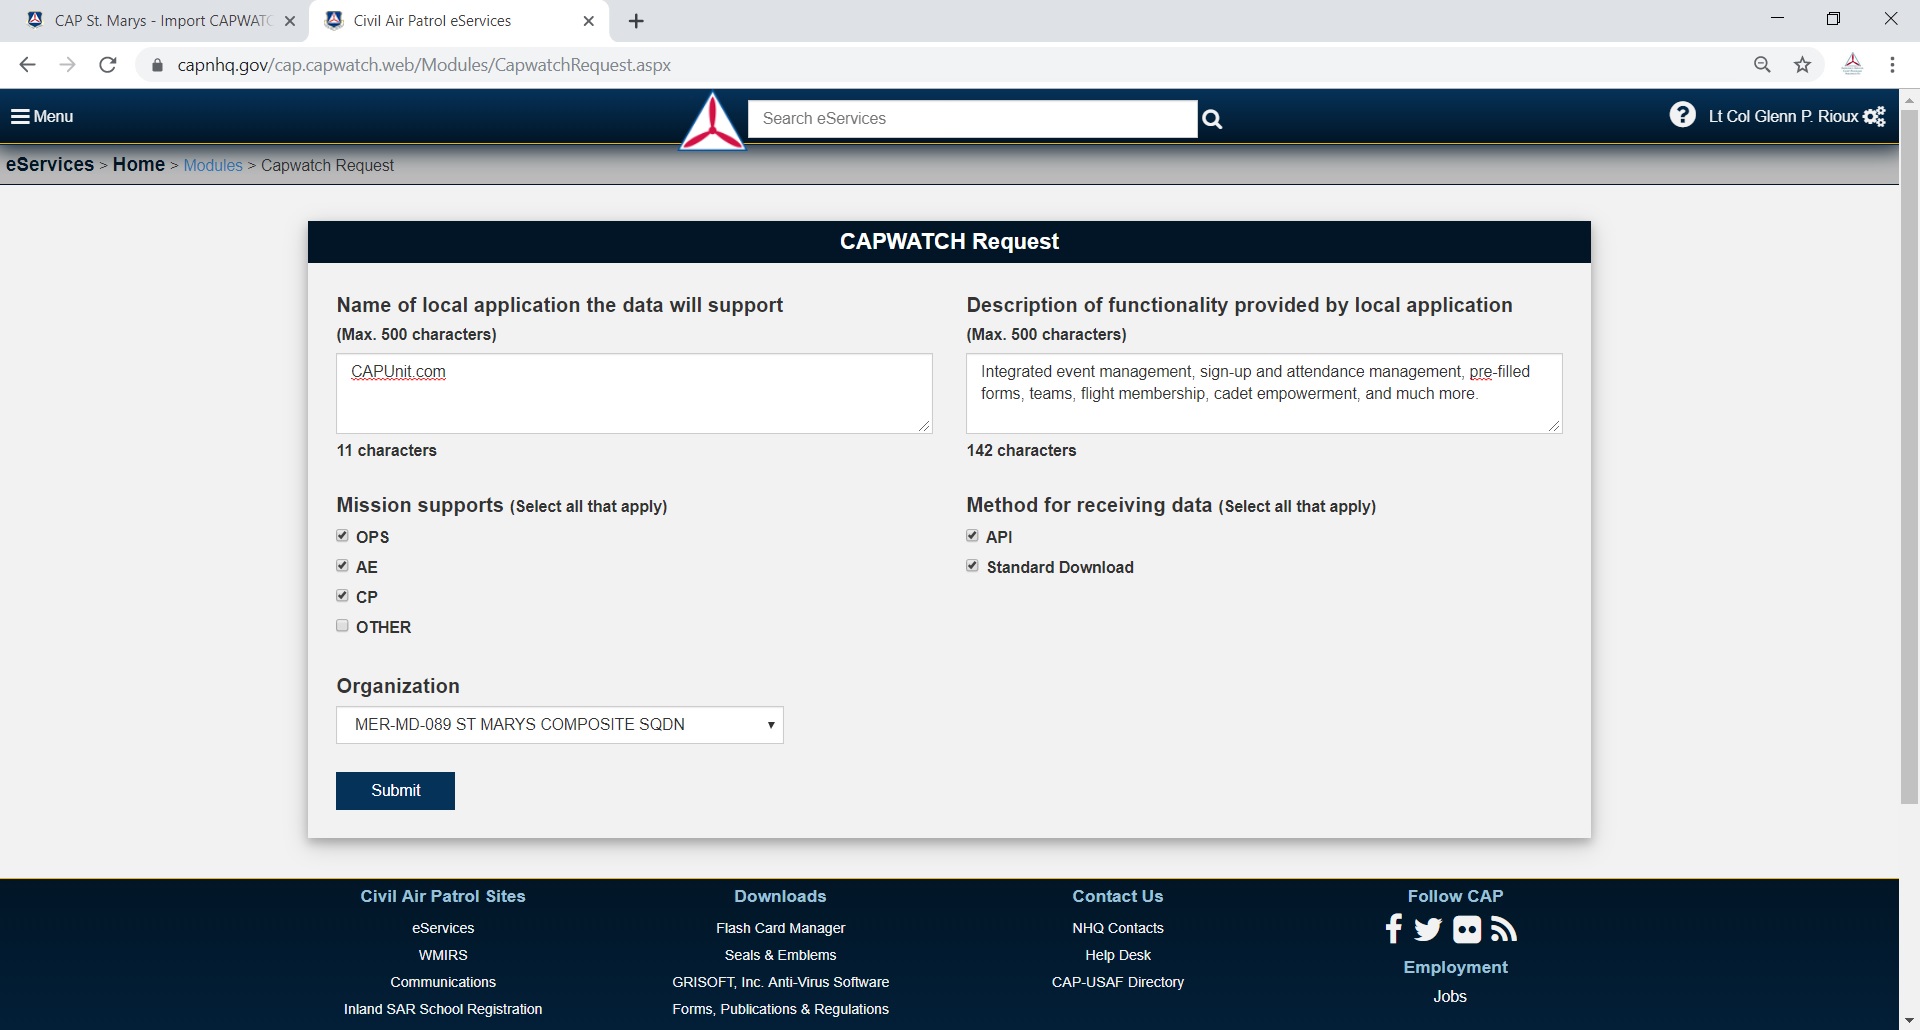 CAP St. Marys - Import CAPWATC
Civil Air Patrol eServices
capnhq.gov/cap.capwatch.web/Modules/CapwatchRequest.aspx
Menu
Search eServices
? Lt Col Glenn P. Rioux
eServices > Home > Modules > Capwatch Request
CAPWATCH Request
Name of local application the data will support
(Max. 500 characters)
CAPUnit.com
11 characters
Description of functionality provided by local application
(Max. 500 characters)
Integrated event management, sign-up and attendance management, pre-filled
forms, teams, flight membership, cadet empowerment, and much more.
142 characters
Mission supports (Select all that apply)
OPS
AE
CP
OTHER
Method for receiving data (Select all that apply)
API
Standard Download
Organization
MER-MD-089 ST MARYS COMPOSITE SQDN
Submit
Civil Air Patrol Sites
eServices
WMIRS
Communications
Inland SAR School Registration
Downloads
Flash Card Manager
Seals & Emblems
GRISOFT, Inc. Anti-Virus Software
Forms, Publications & Regulations
Contact Us
NHQ Contacts
Help Desk
CAP-USAF Directory
Follow CAP
Employment
Jobs